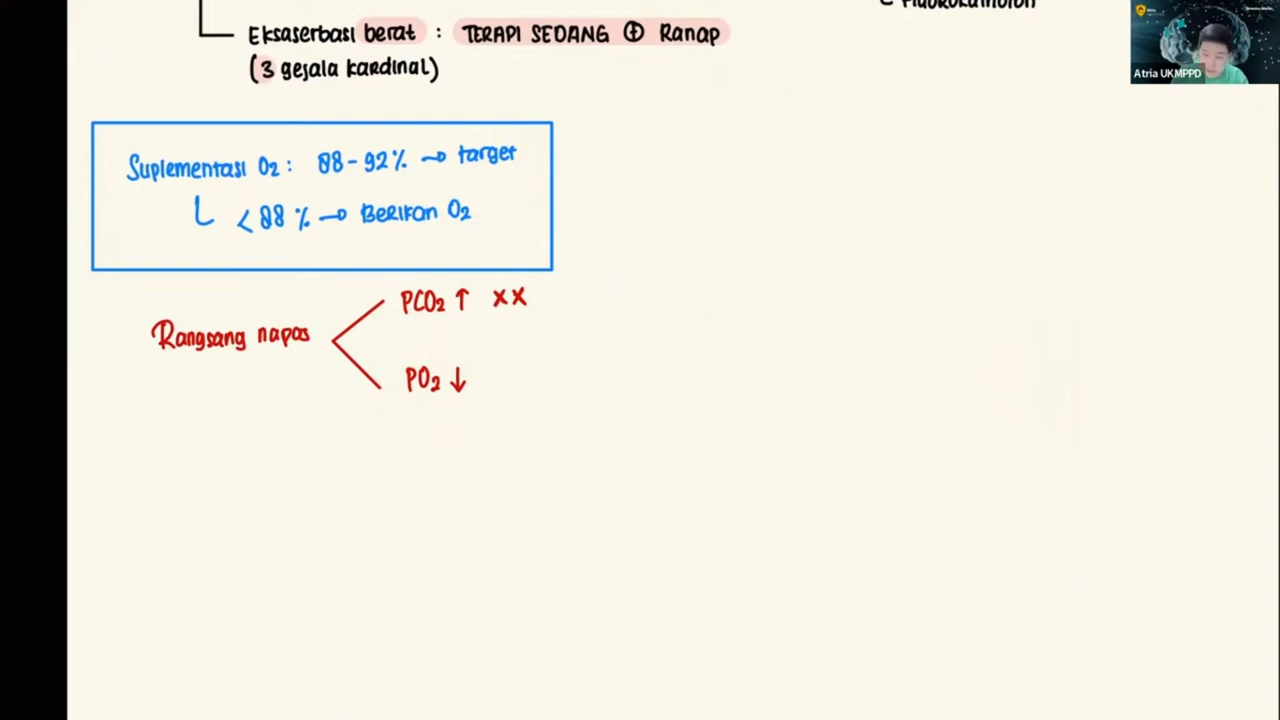 Eksaserbasi berat : TERAPI SEDANG ⊕ Ranap
(3 gejala kardinal)
Atria UKMPPD
Suplementasi O2 : 88-92% → target
< 88 % → Berikan O2
PCO2 ↑ xx
Rangsang napas
PO2 ↓